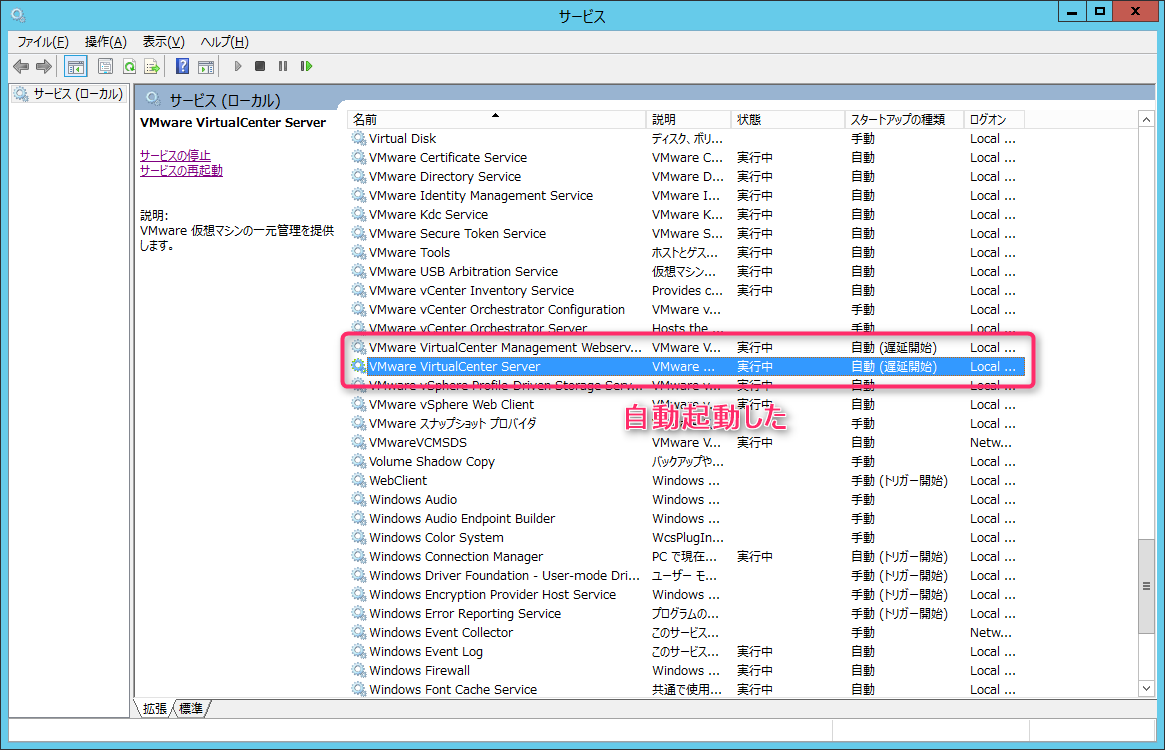 サービス
ファイル(F) 操作(A) 表示(V) ヘルプ(H)
サービス (ローカル)
サービス (ローカル)
VMware VirtualCenter Server
サービスの停止
サービスの再起動
説明:
VMware 仮想マシンの一元管理を提供
します。
名前 説明 状態 スタートアップの種類 ログオン
Virtual Disk ディスク、ボリ... 手動 Local ...
VMware Certificate Service VMware C... 実行中 自動 Local ...
VMware Directory Service VMware D... 実行中 自動 Local ...
VMware Identity Management Service VMware I... 実行中 自動 Local ...
VMware Kdc Service VMware K... 実行中 自動 Local ...
VMware Secure Token Service VMware S... 実行中 自動 Local ...
VMware Tools ホストとゲス... 実行中 自動 Local ...
VMware USB Arbitration Service 仮想マシン... 実行中 自動 Local ...
VMware vCenter Inventory Service Provides c... 実行中 自動 Local ...
VMware vCenter Orchestrator Configuration VMware v... 手動 Local ...
VMware vCenter Orchestrator Server Hosts the ... 手動 Local ...
VMware VirtualCenter Management Webserv... VMware V... 実行中 自動 (遅延開始) Local ...
VMware VirtualCenter Server VMware ... 実行中 自動 (遅延開始) Local ...
VMware vSphere Profile-Driven Storage Serv... VMware v... 実行中 自動 Local ...
VMware vSphere Web Client VMware v... 実行中 自動 Local ...
自動起動した
VMware スナップショット プロバイダ 手動 Local ...
VMwareVCMSDS VMware V... 実行中 自動 Netw...
Volume Shadow Copy バックアップや... 手動 Local ...
WebClient Windows ... 手動 (トリガー開始) Local ...
Windows Audio Windows ... 手動 Local ...
Windows Audio Endpoint Builder Windows ... 手動 Local ...
Windows Color System WcsPlugIn... 手動 Local ...
Windows Connection Manager PC で現在... 実行中 自動 (トリガー開始) Local ...
Windows Driver Foundation - User-mode Dri... ユーザー モ... 手動 (トリガー開始) Local ...
Windows Encryption Provider Host Service Windows ... 手動 (トリガー開始) Local ...
Windows Error Reporting Service プログラムの... 手動 (トリガー開始) Local ...
Windows Event Collector このサービス... 手動 Netw...
Windows Event Log このサービス... 実行中 自動 Local ...
Windows Firewall Windows ... 実行中 自動 Local ...
Windows Font Cache Service 共通で使用... 実行中 自動 Local ...
拡張 標準